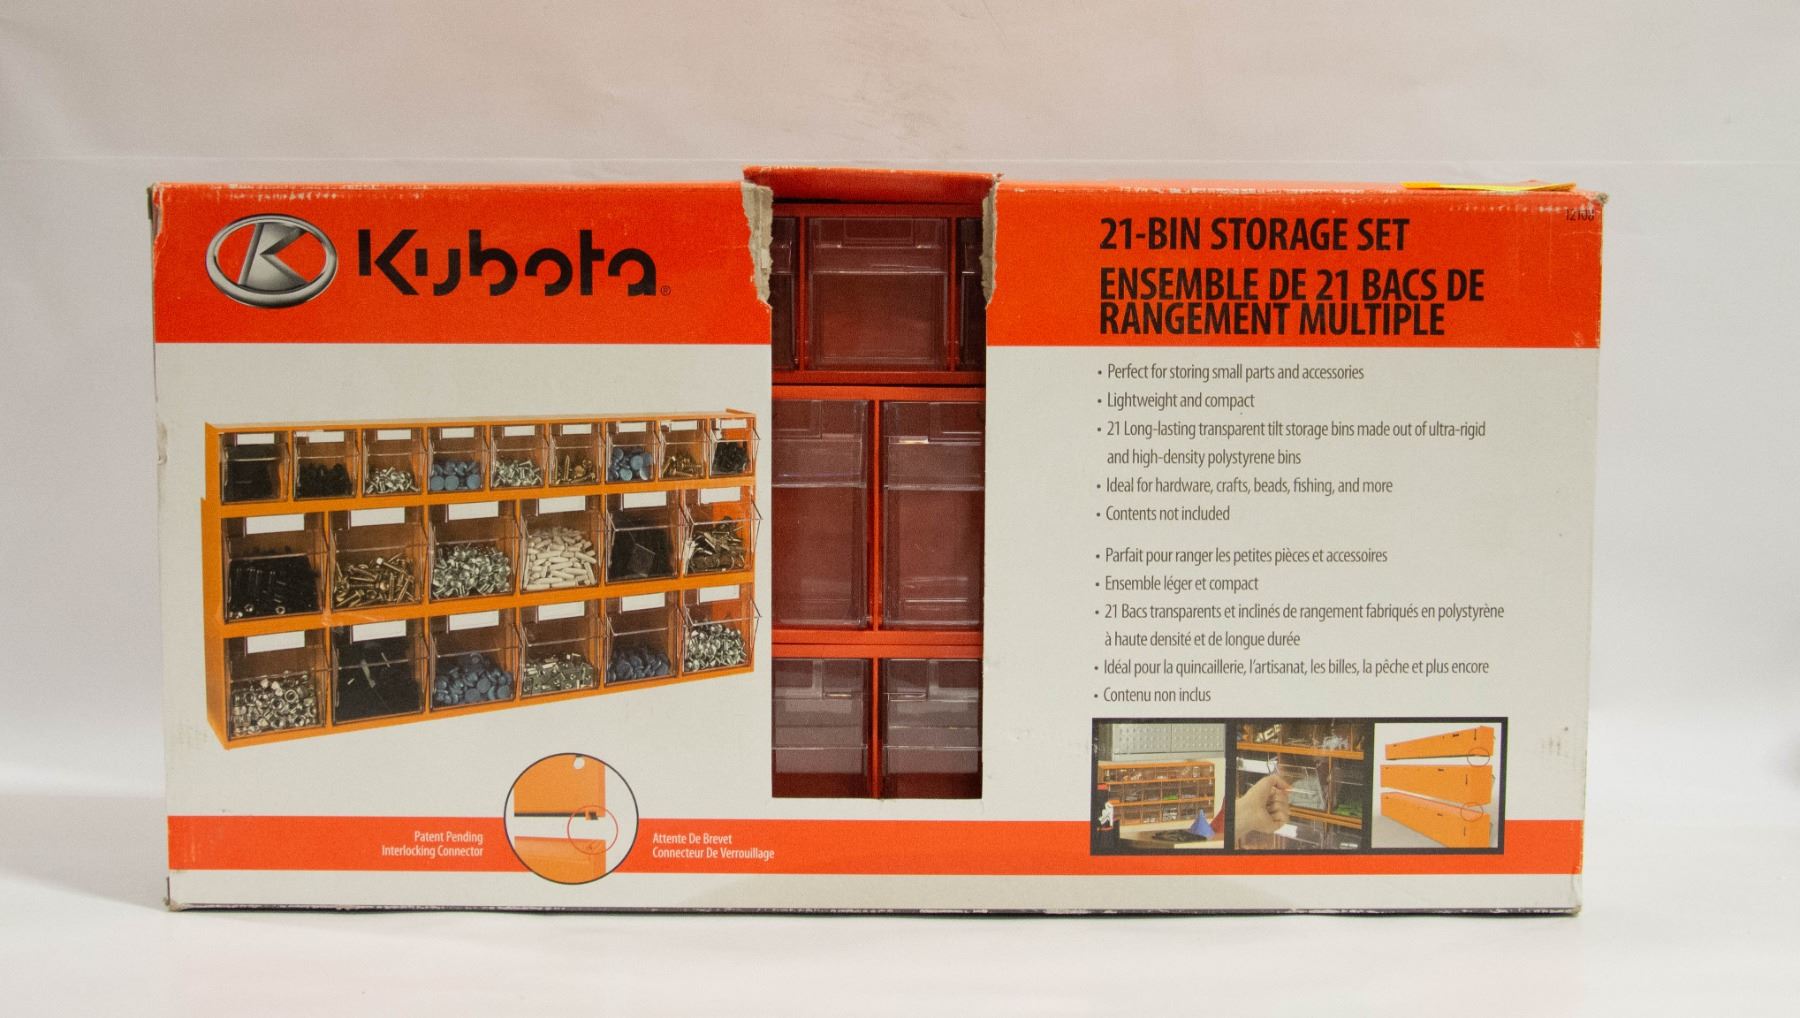 Kubota®
21-BIN STORAGE SET
ENSEMBLE DE 21 BACS DE
RANGEMENT MULTIPLE
• Perfect for storing small parts and accessories
• Lightweight and compact
• 21 Long-lasting transparent tilt storage bins made out of ultra-rigid
and high-density polystyrene bins
• Ideal for hardware, crafts, beads, fishing, and more
• Contents not included
• Parfait pour ranger les petites pièces et accessoires
• Ensemble léger et compact
• 21 Bacs transparents et inclinés de rangement fabriqués en polystyrène
à haute densité et de longue durée
• Idéal pour la quincaillerie, l'artisanat, les billes, la pêche et plus encore
• Contenu non inclus
Patent Pending
Interlocking Connector
Attente De Brevet
Connecteur De Verrouillage